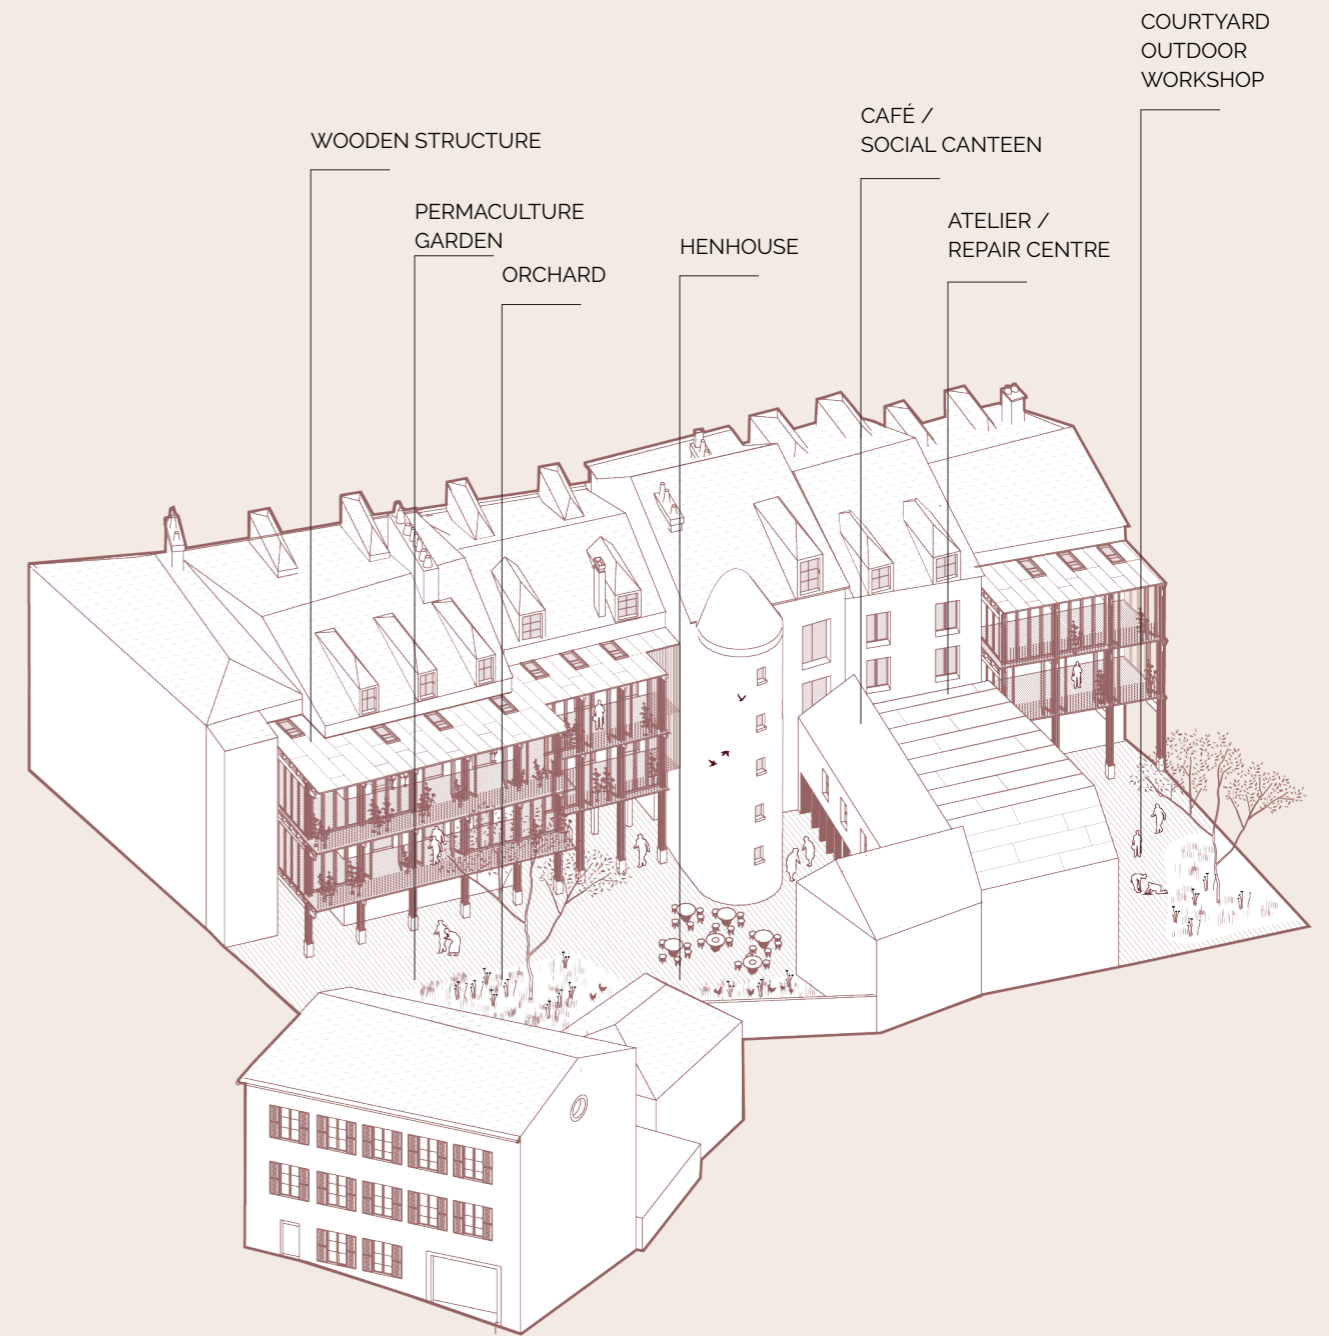 COURTYARD
OUTDOOR
WORKSHOP
CAFÉ /
SOCIAL CANTEEN
WOODEN STRUCTURE
PERMACULTURE
GARDEN
ATELIER /
REPAIR CENTRE
HENHOUSE
ORCHARD